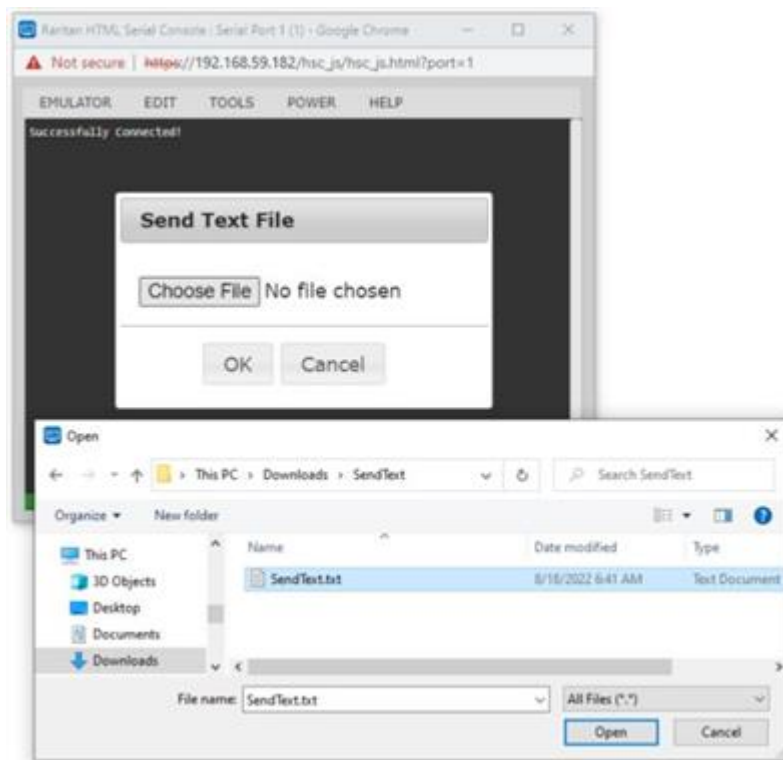 Raritan HTML Serial Console : Serial Port 1 (1) - Google Chrome
Not secure | https://192.168.59.182/hsc_js/hsc_js.html?port=1
EMULATOR EDIT TOOLS POWER HELP
Successfully Connected!
Send Text File
Choose File No file chosen
OK Cancel
Open
This PC > Downloads > SendText Search SendText
Organize New folder
This PC
3D Objects
Desktop
Documents
Downloads
Name Date modified Type
SendText.txt 8/18/2022 6:41 AM Text Document
File name: SendText.txt All Files (*.*)
Open Cancel